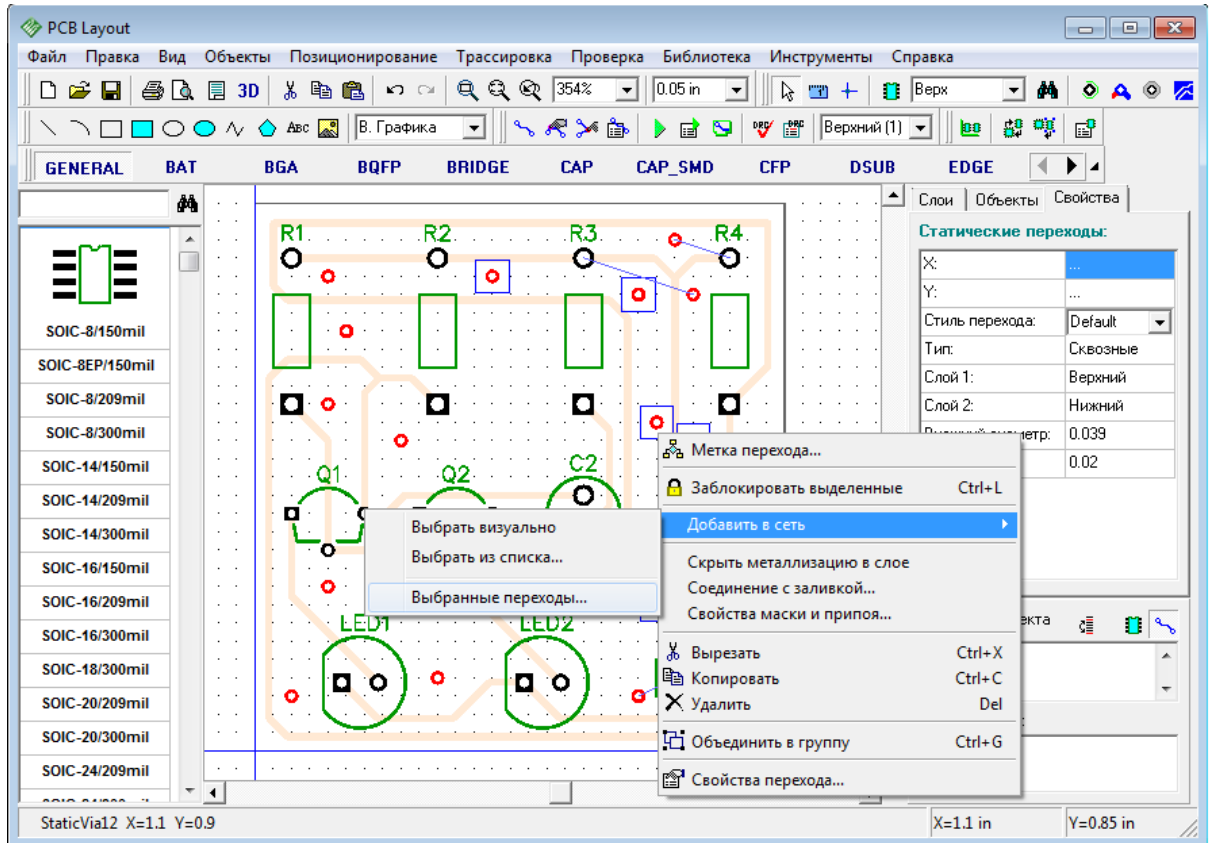 PCB Layout
Файл Правка Вид Объекты Позиционирование Трассировка Проверка Библиотека Инструменты Справка
3D 354% 0.05 in Верх
ABC В. Графика DRC DRC Верхний (1)
GENERAL BAT BGA BQFP BRIDGE CAP CAP_SMD CFP DSUB EDGE
Слои Объекты Свойства
Статические переходы:
X: ...
Y: ...
Стиль перехода: Default
Тип: Сквозные
Слой 1: Верхний
Слой 2: Нижний
0.039
0.02
SOIC-8/150mil
SOIC-8EP/150mil
SOIC-8/209mil
SOIC-8/300mil
SOIC-14/150mil
SOIC-14/209mil
SOIC-14/300mil
SOIC-16/150mil
SOIC-16/209mil
SOIC-16/300mil
SOIC-18/300mil
SOIC-20/209mil
SOIC-20/300mil
SOIC-24/209mil
R1 R2 R3 R4
Q1 Q2 C2
LED1 LED2
Метка перехода...
Заблокировать выделенные Ctrl+L
Добавить в сеть
Скрыть металлизацию в слое
Соединение с заливкой...
Свойства маски и припоя...
Вырезать Ctrl+X
Копировать Ctrl+C
Удалить Del
Объединить в группу Ctrl+G
Свойства перехода...
Выбрать визуально
Выбрать из списка...
Выбранные переходы...
StaticVia12 X=1.1 Y=0.9 X=1.1 in Y=0.85 in